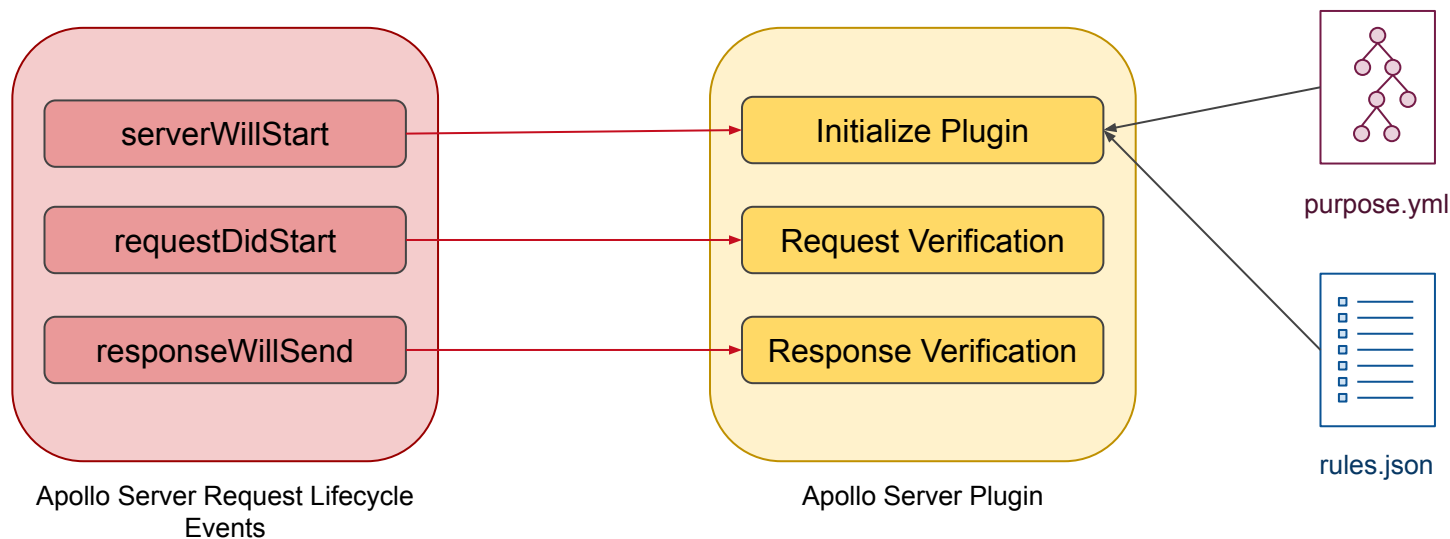 serverWillStart
requestDidStart
responseWillSend
Apollo Server Request Lifecycle
Events
Initialize Plugin
Request Verification
Response Verification
Apollo Server Plugin
purpose.yml
rules.json